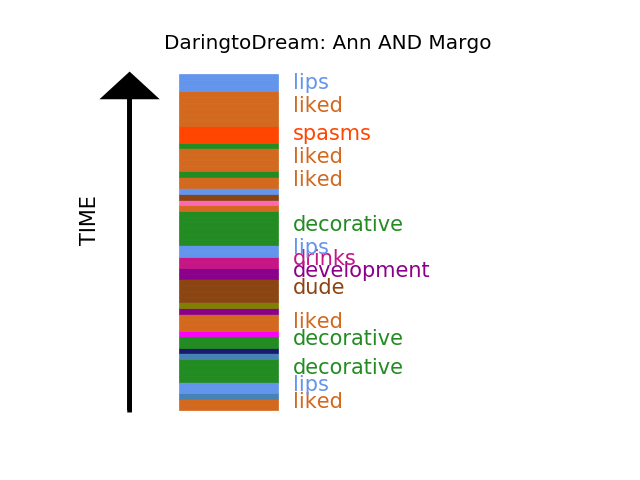 DaringtoDream: Ann AND Margo
TIME
lips
liked
spasms
liked
liked
decorative
lips
drinks
development
dude
liked
decorative
decorative
lips
liked